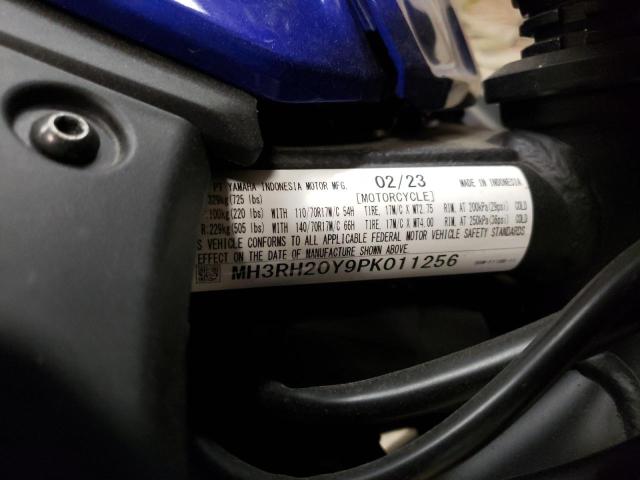 PT YAMAHA INDONESIA MOTOR MFG. 02/23 MADE IN INDONESIA
329kg(725 lbs) [MOTORCYCLE]
100kg(220 lbs) WITH 110/70R17M/C 54H TIRE, 17M/C X MT2.75 RIM, AT 200kPa(29psi) COLD
R:229kg(505 lbs) WITH 140/70R17M/C 66H TIRE, 17M/C X MT4.00 RIM, AT 250kPa(36psi) COLD
S VEHICLE CONFORMS TO ALL APPLICABLE FEDERAL MOTOR VEHICLE SAFETY STANDARDS
EFFECT ON THE DATE OF MANUFACTURE SHOWN ABOVE.
MH3RH20Y9PK011256